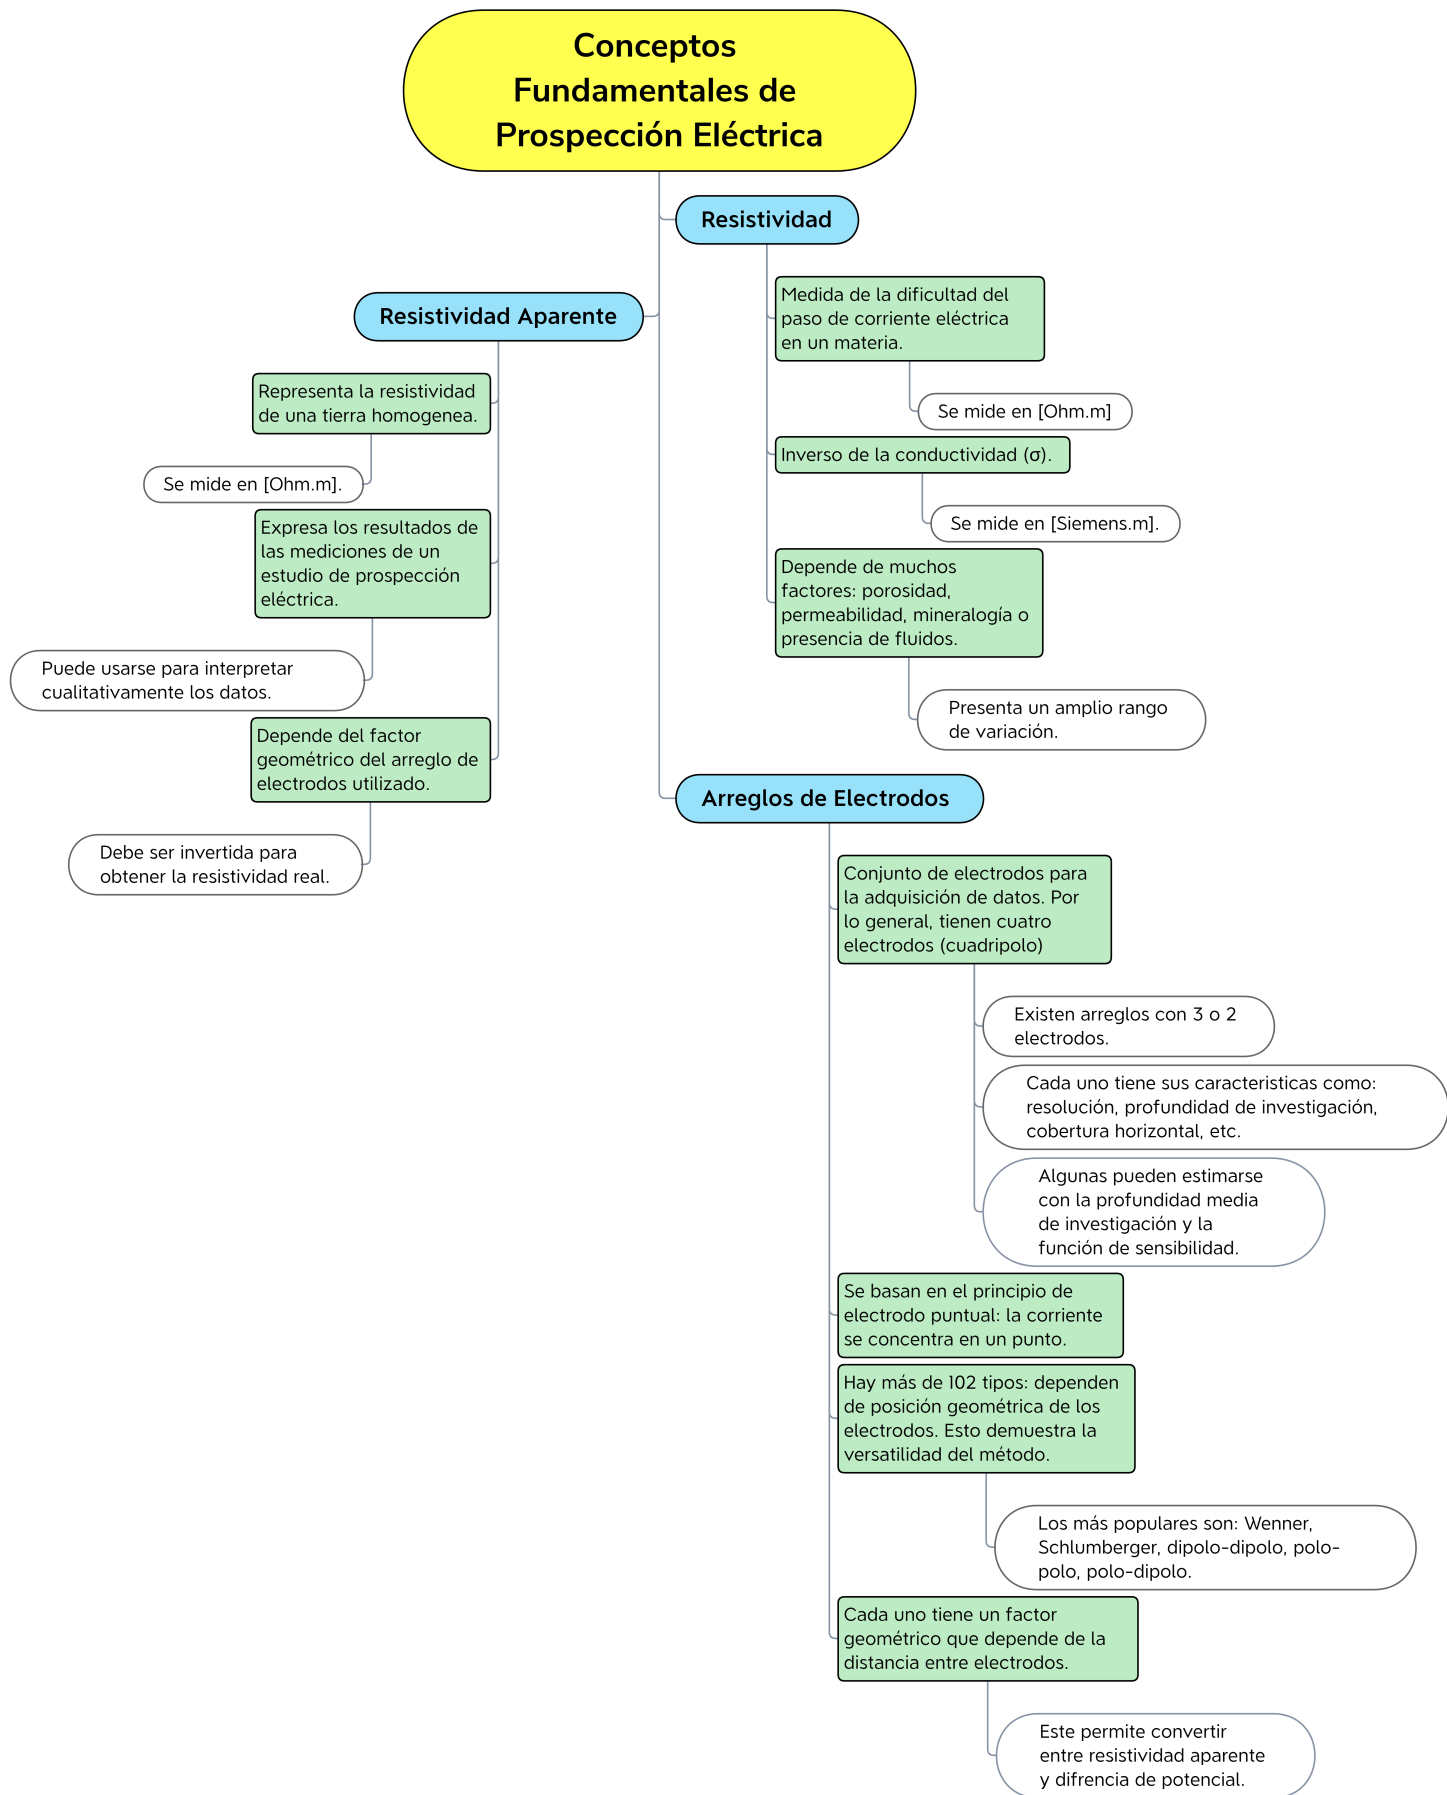 Conceptos
Fundamentales de
Prospección Eléctrica
Resistividad
Medida de la dificultad del
paso de corriente eléctrica
en un materia.
Se mide en [Ohm.m]
Inverso de la conductividad (σ).
Se mide en [Siemens.m].
Depende de muchos
factores: porosidad,
permeabilidad, mineralogía o
presencia de fluidos.
Presenta un amplio rango
de variación.
Resistividad Aparente
Representa la resistividad
de una tierra homogenea.
Se mide en [Ohm.m].
Expresa los resultados de
las mediciones de un
estudio de prospección
eléctrica.
Puede usarse para interpretar
cualitativamente los datos.
Depende del factor
geométrico del arreglo de
electrodos utilizado.
Debe ser invertida para
obtener la resistividad real.
Arreglos de Electrodos
Conjunto de electrodos para
la adquisición de datos. Por
lo general, tienen cuatro
electrodos (cuadripolo)
Existen arreglos con 3 o 2
electrodos.
Cada uno tiene sus caracteristicas como:
resolución, profundidad de investigación,
cobertura horizontal, etc.
Algunas pueden estimarse
con la profundidad media
de investigación y la
función de sensibilidad.
Se basan en el principio de
electrodo puntual: la corriente
se concentra en un punto.
Hay más de 102 tipos: dependen
de posición geométrica de los
electrodos. Esto demuestra la
versatilidad del método.
Los más populares son: Wenner,
Schlumberger, dipolo-dipolo, polo-
polo, polo-dipolo.
Cada uno tiene un factor
geométrico que depende de la
distancia entre electrodos.
Este permite convertir
entre resistividad aparente
y difrencia de potencial.